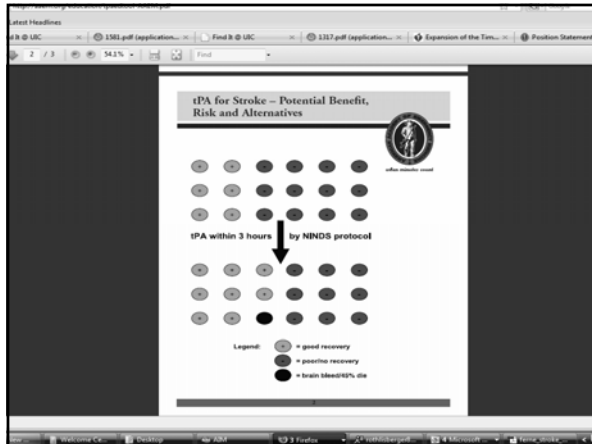 Latest Headlines
d It @ UIC × 1581.pdf (application... × Find It @ UIC × 1317.pdf (application... × Expansion of the Tim... × Position Statement
2 / 3 54.1% Find
tPA for Stroke – Potential Benefit,
Risk and Alternatives
tPA within 3 hours by NINDS protocol
Legend: = good recovery
= poor/no recovery
= brain bleed/45% die
Welcome Ce... Desktop AIM 3 Firefox 4 Microsoft ... ferne_stroke_...